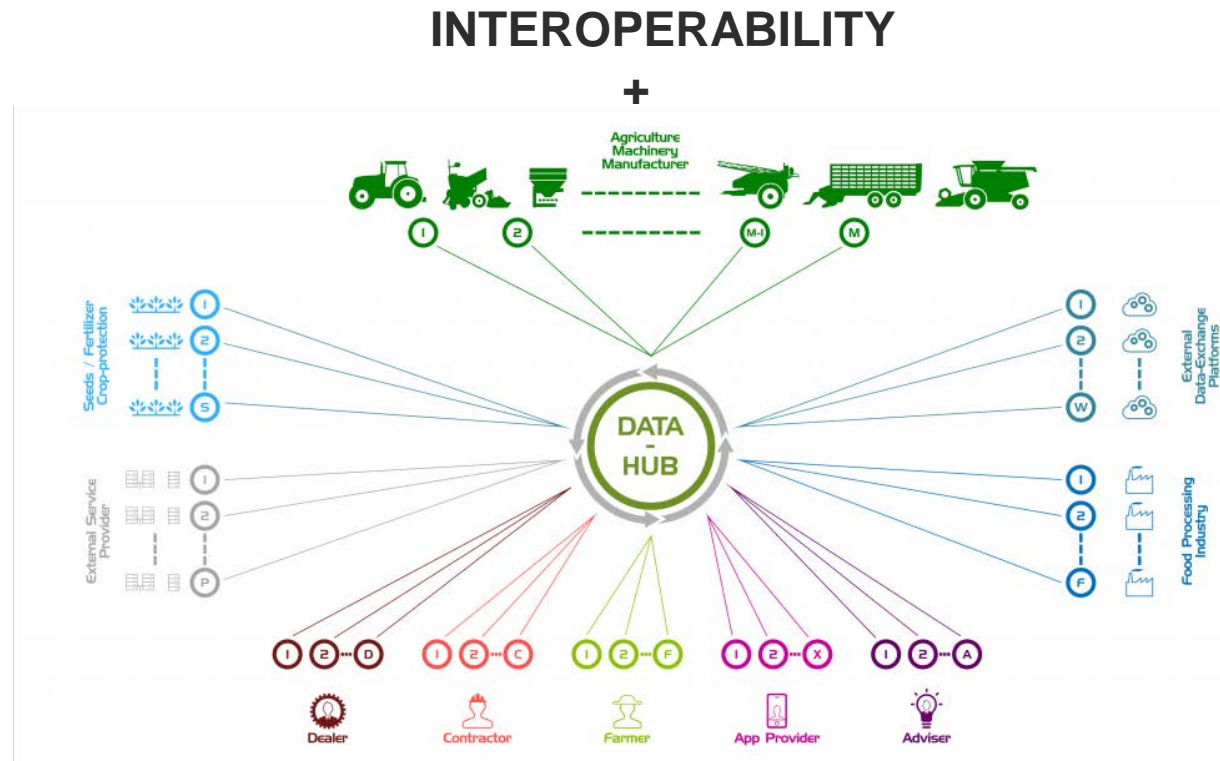 INTEROPERABILITY
+
Agriculture
Machinery
Manufacturer
1
2
M-1
M
Seeds / Fertilizer
Crop-protection
1
2
S
External Service
Provider
1
2
P
DATA
-
HUB
1
2
W
External
Data-Exchange
Platforms
1
2
F
Food Processing
Industry
1 2 D
1 2 C
1 2 F
1 2 X
1 2 A
Dealer
Contractor
Farmer
App Provider
Adviser